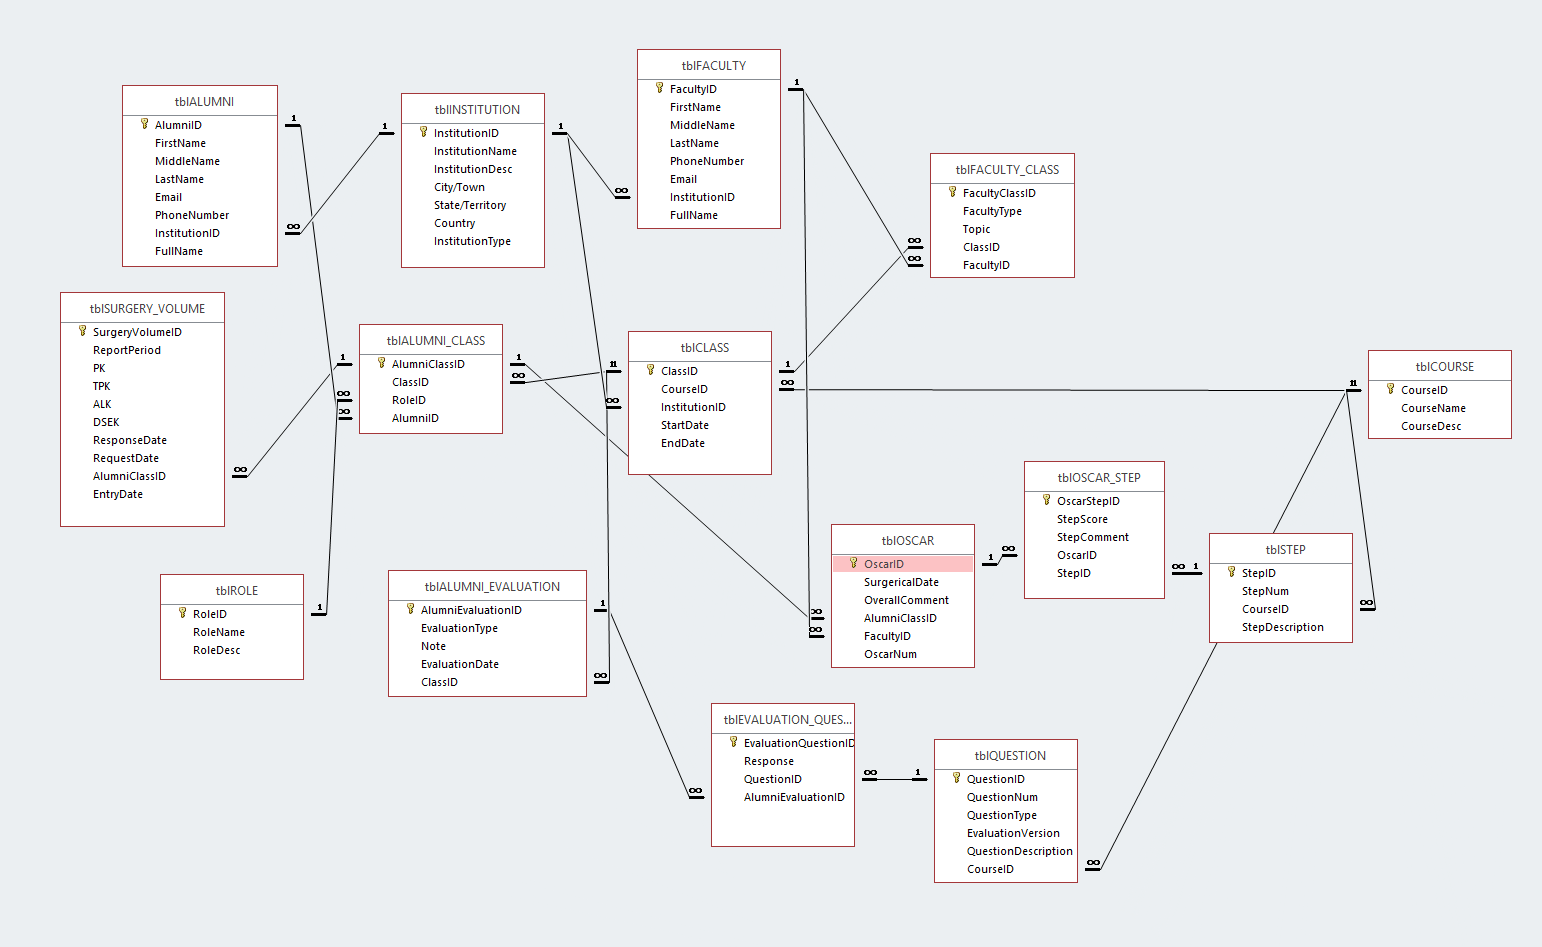 tblALUMNI
AlumniID
FirstName
MiddleName
LastName
Email
PhoneNumber
InstitutionID
FullName
tblINSTITUTION
InstitutionID
InstitutionName
InstitutionDesc
City/Town
State/Territory
Country
InstitutionType
tblFACULTY
FacultyID
FirstName
MiddleName
LastName
PhoneNumber
Email
InstitutionID
FullName
tblFACULTY_CLASS
FacultyClassID
FacultyType
Topic
ClassID
FacultyID
tblSURGERY_VOLUME
SurgeryVolumeID
ReportPeriod
PK
TPK
ALK
DSEK
ResponseDate
RequestDate
AlumniClassID
EntryDate
tblALUMNI_CLASS
AlumniClassID
ClassID
RoleID
AlumniID
tblCLASS
ClassID
CourseID
InstitutionID
StartDate
EndDate
tblCOURSE
CourseID
CourseName
CourseDesc
tblOSCAR_STEP
OscarStepID
StepScore
StepComment
OscarID
StepID
tblOSCAR
OscarID
SurgericalDate
OverallComment
AlumniClassID
FacultyID
OscarNum
tblSTEP
StepID
StepNum
CourseID
StepDescription
tblROLE
RoleID
RoleName
RoleDesc
tblALUMNI_EVALUATION
AlumniEvaluationID
EvaluationType
Note
EvaluationDate
ClassID
tblEVALUATION_QUES...
EvaluationQuestionID
Response
QuestionID
AlumniEvaluationID
tblQUESTION
QuestionID
QuestionNum
QuestionType
EvaluationVersion
QuestionDescription
CourseID
1
∞
1
1
∞
1
∞
∞
1
∞
1
∞
∞
1
∞
1
∞
1
∞
1
∞
11
∞
1
∞
∞
1
∞
1
∞
∞
1
∞
∞
1
∞